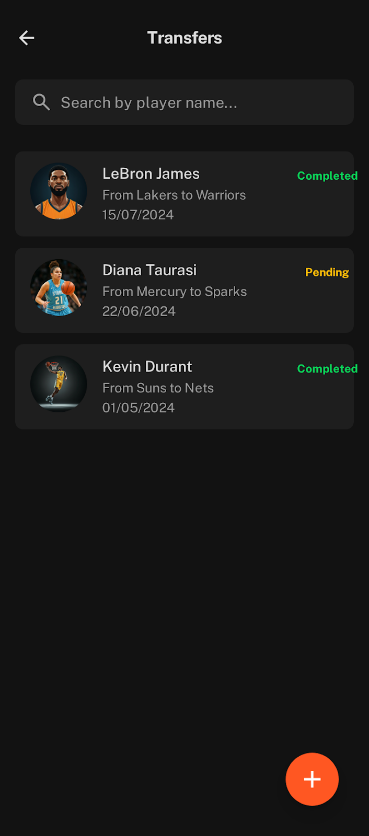 Transfers
Search by player name...
LeBron James
Completed
From Lakers to Warriors
15/07/2024
Diana Taurasi
Pending
From Mercury to Sparks
22/06/2024
Kevin Durant
Completed
From Suns to Nets
01/05/2024